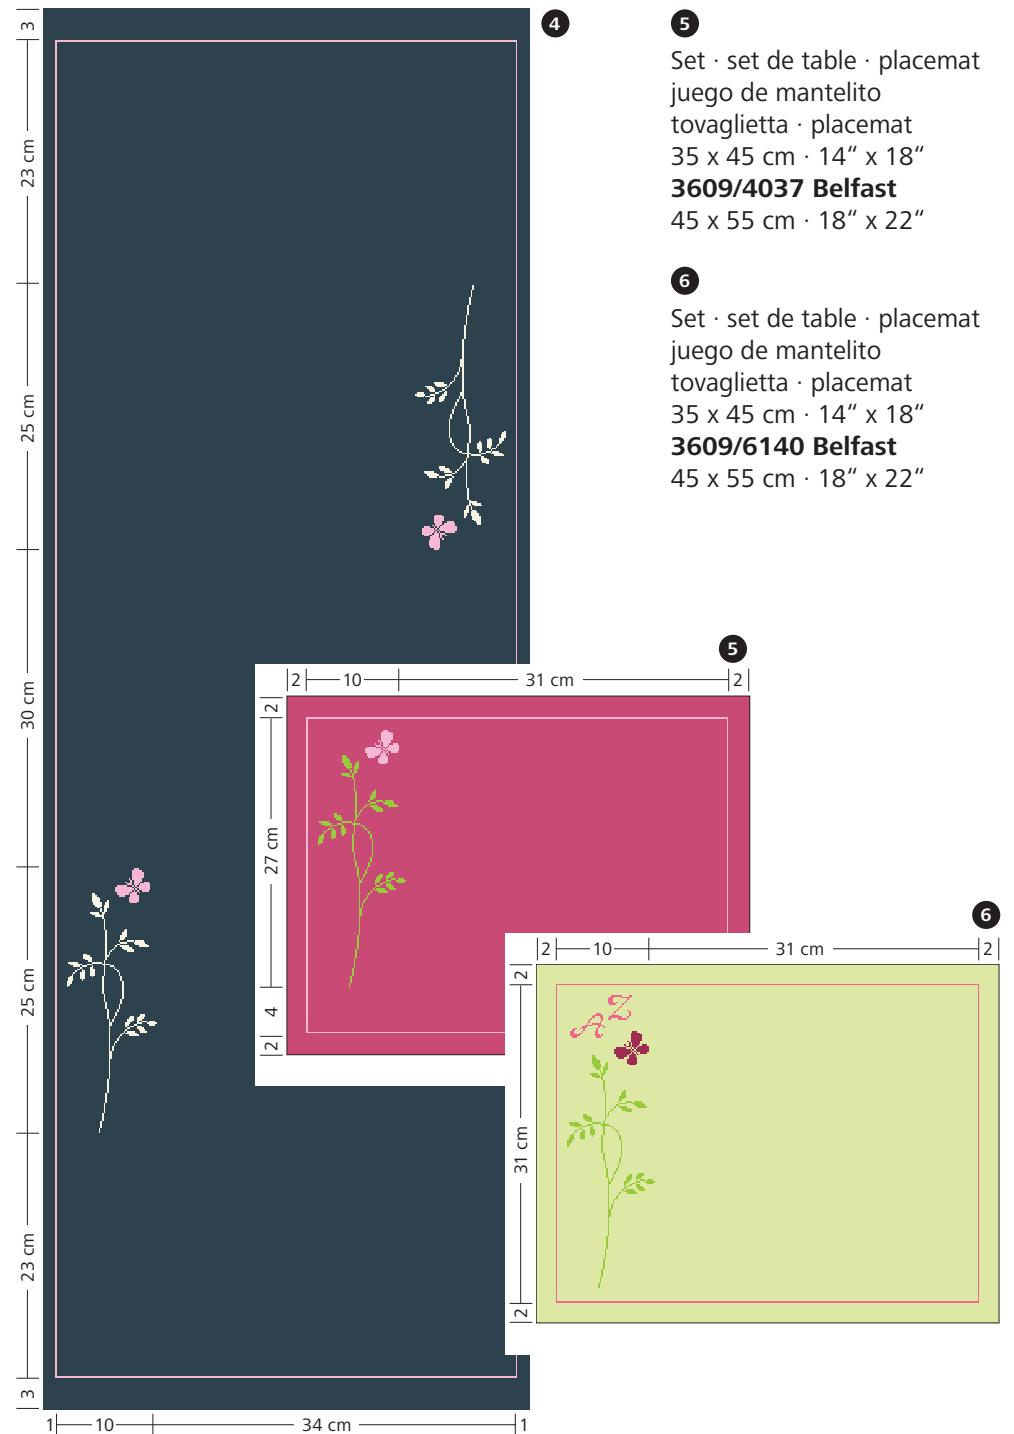 4
5
Set · set de table · placemat
juego de mantelito
tovaglietta · placemat
35 x 45 cm · 14“ x 18“
3609/4037 Belfast
45 x 55 cm · 18“ x 22“
6
Set · set de table · placemat
juego de mantelito
tovaglietta · placemat
35 x 45 cm · 14“ x 18“
3609/6140 Belfast
45 x 55 cm · 18“ x 22“
3
23 cm
25 cm
30 cm
25 cm
23 cm
3
1 10 34 cm 1
5
2 10 31 cm 2
2
27 cm
4
2
6
2 10 31 cm 2
2
31 cm
2
A Z